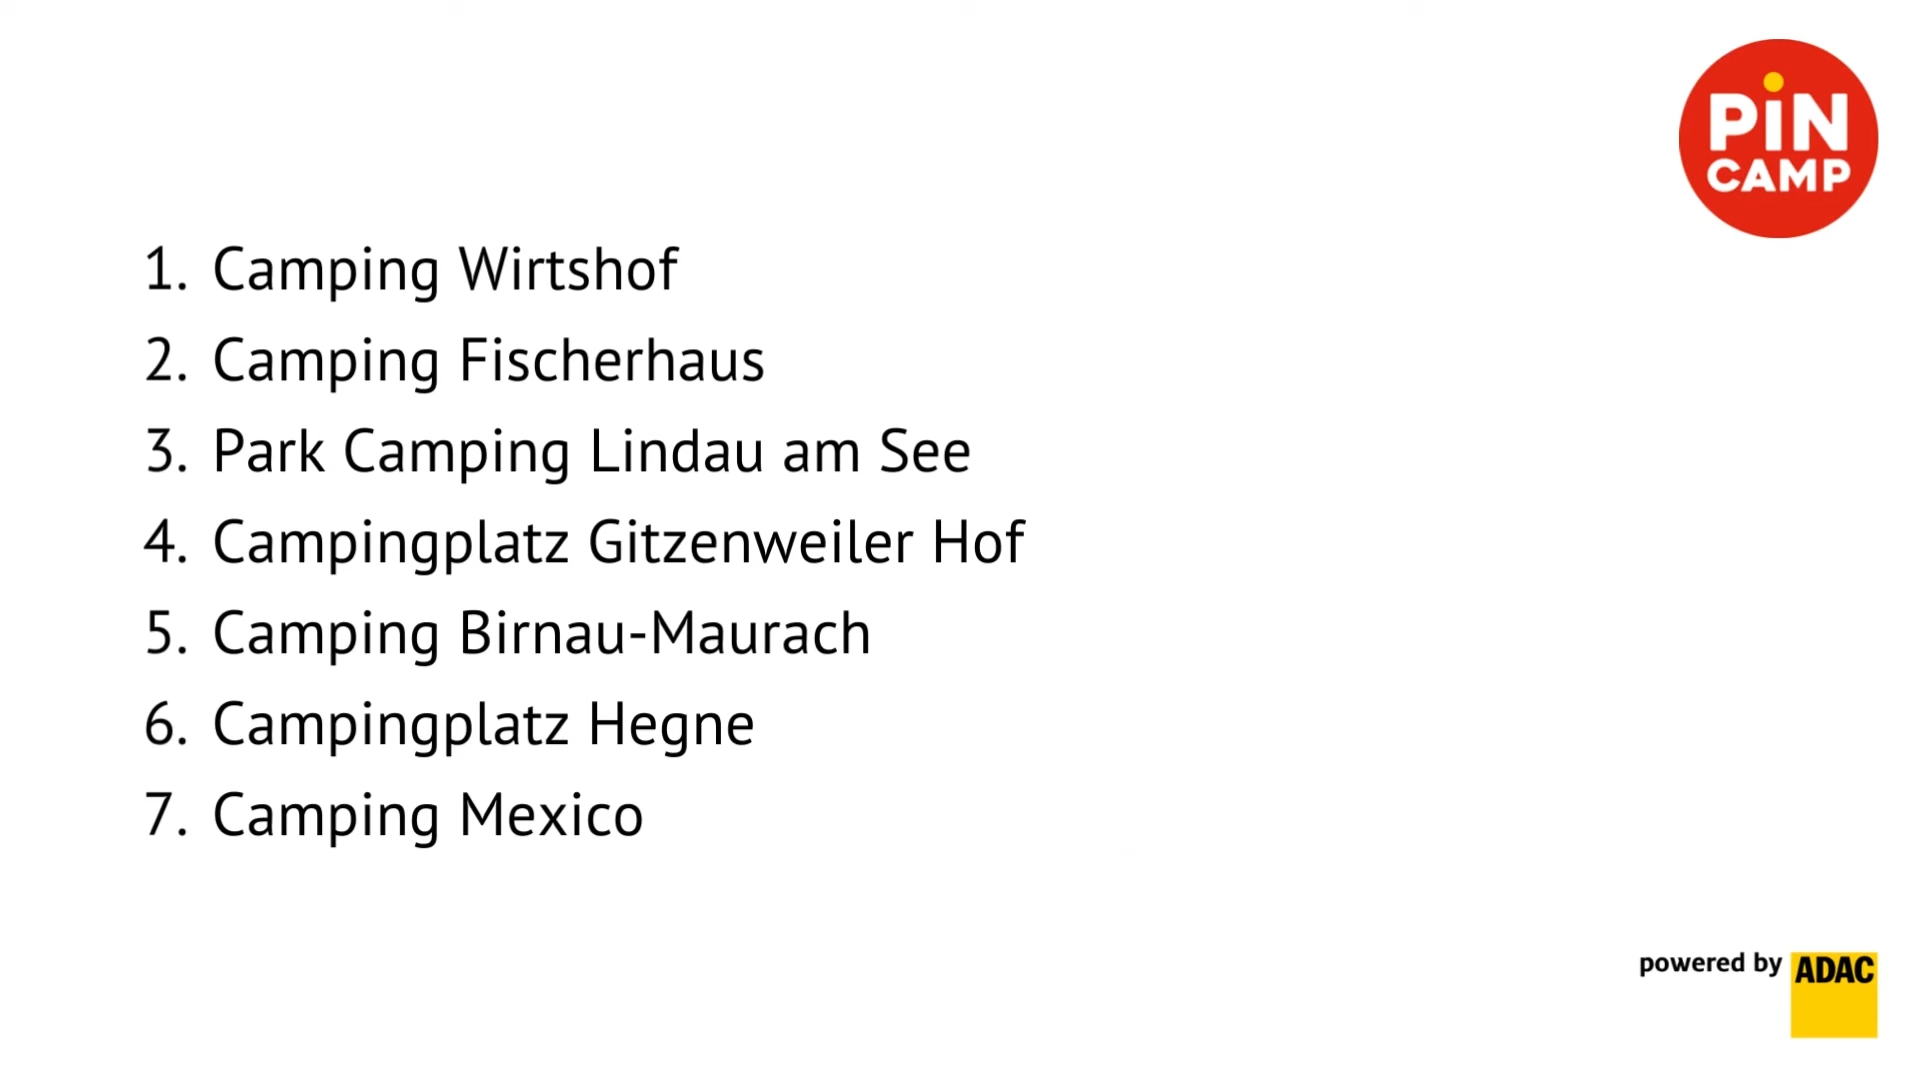 PiN
CAMP
1. Camping Wirtshof
2. Camping Fischerhaus
3. Park Camping Lindau am See
4. Campingplatz Gitzenweiler Hof
5. Camping Birnau-Maurach
6. Campingplatz Hegne
7. Camping Mexico
powered by ADAC